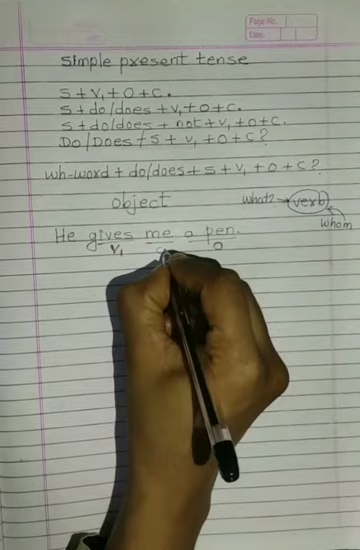 Page No.
Date
Simple present tense
S + V₁ + O + C.
S + do/does + V₁ + O + C.
S + do/does + not + V₁ + O + C.
Do/Does + S + V₁ + O + C?
wh-word + do/does + S + V₁ + O + C?
object what? verb
whom
He gives me a pen.
V₁ O